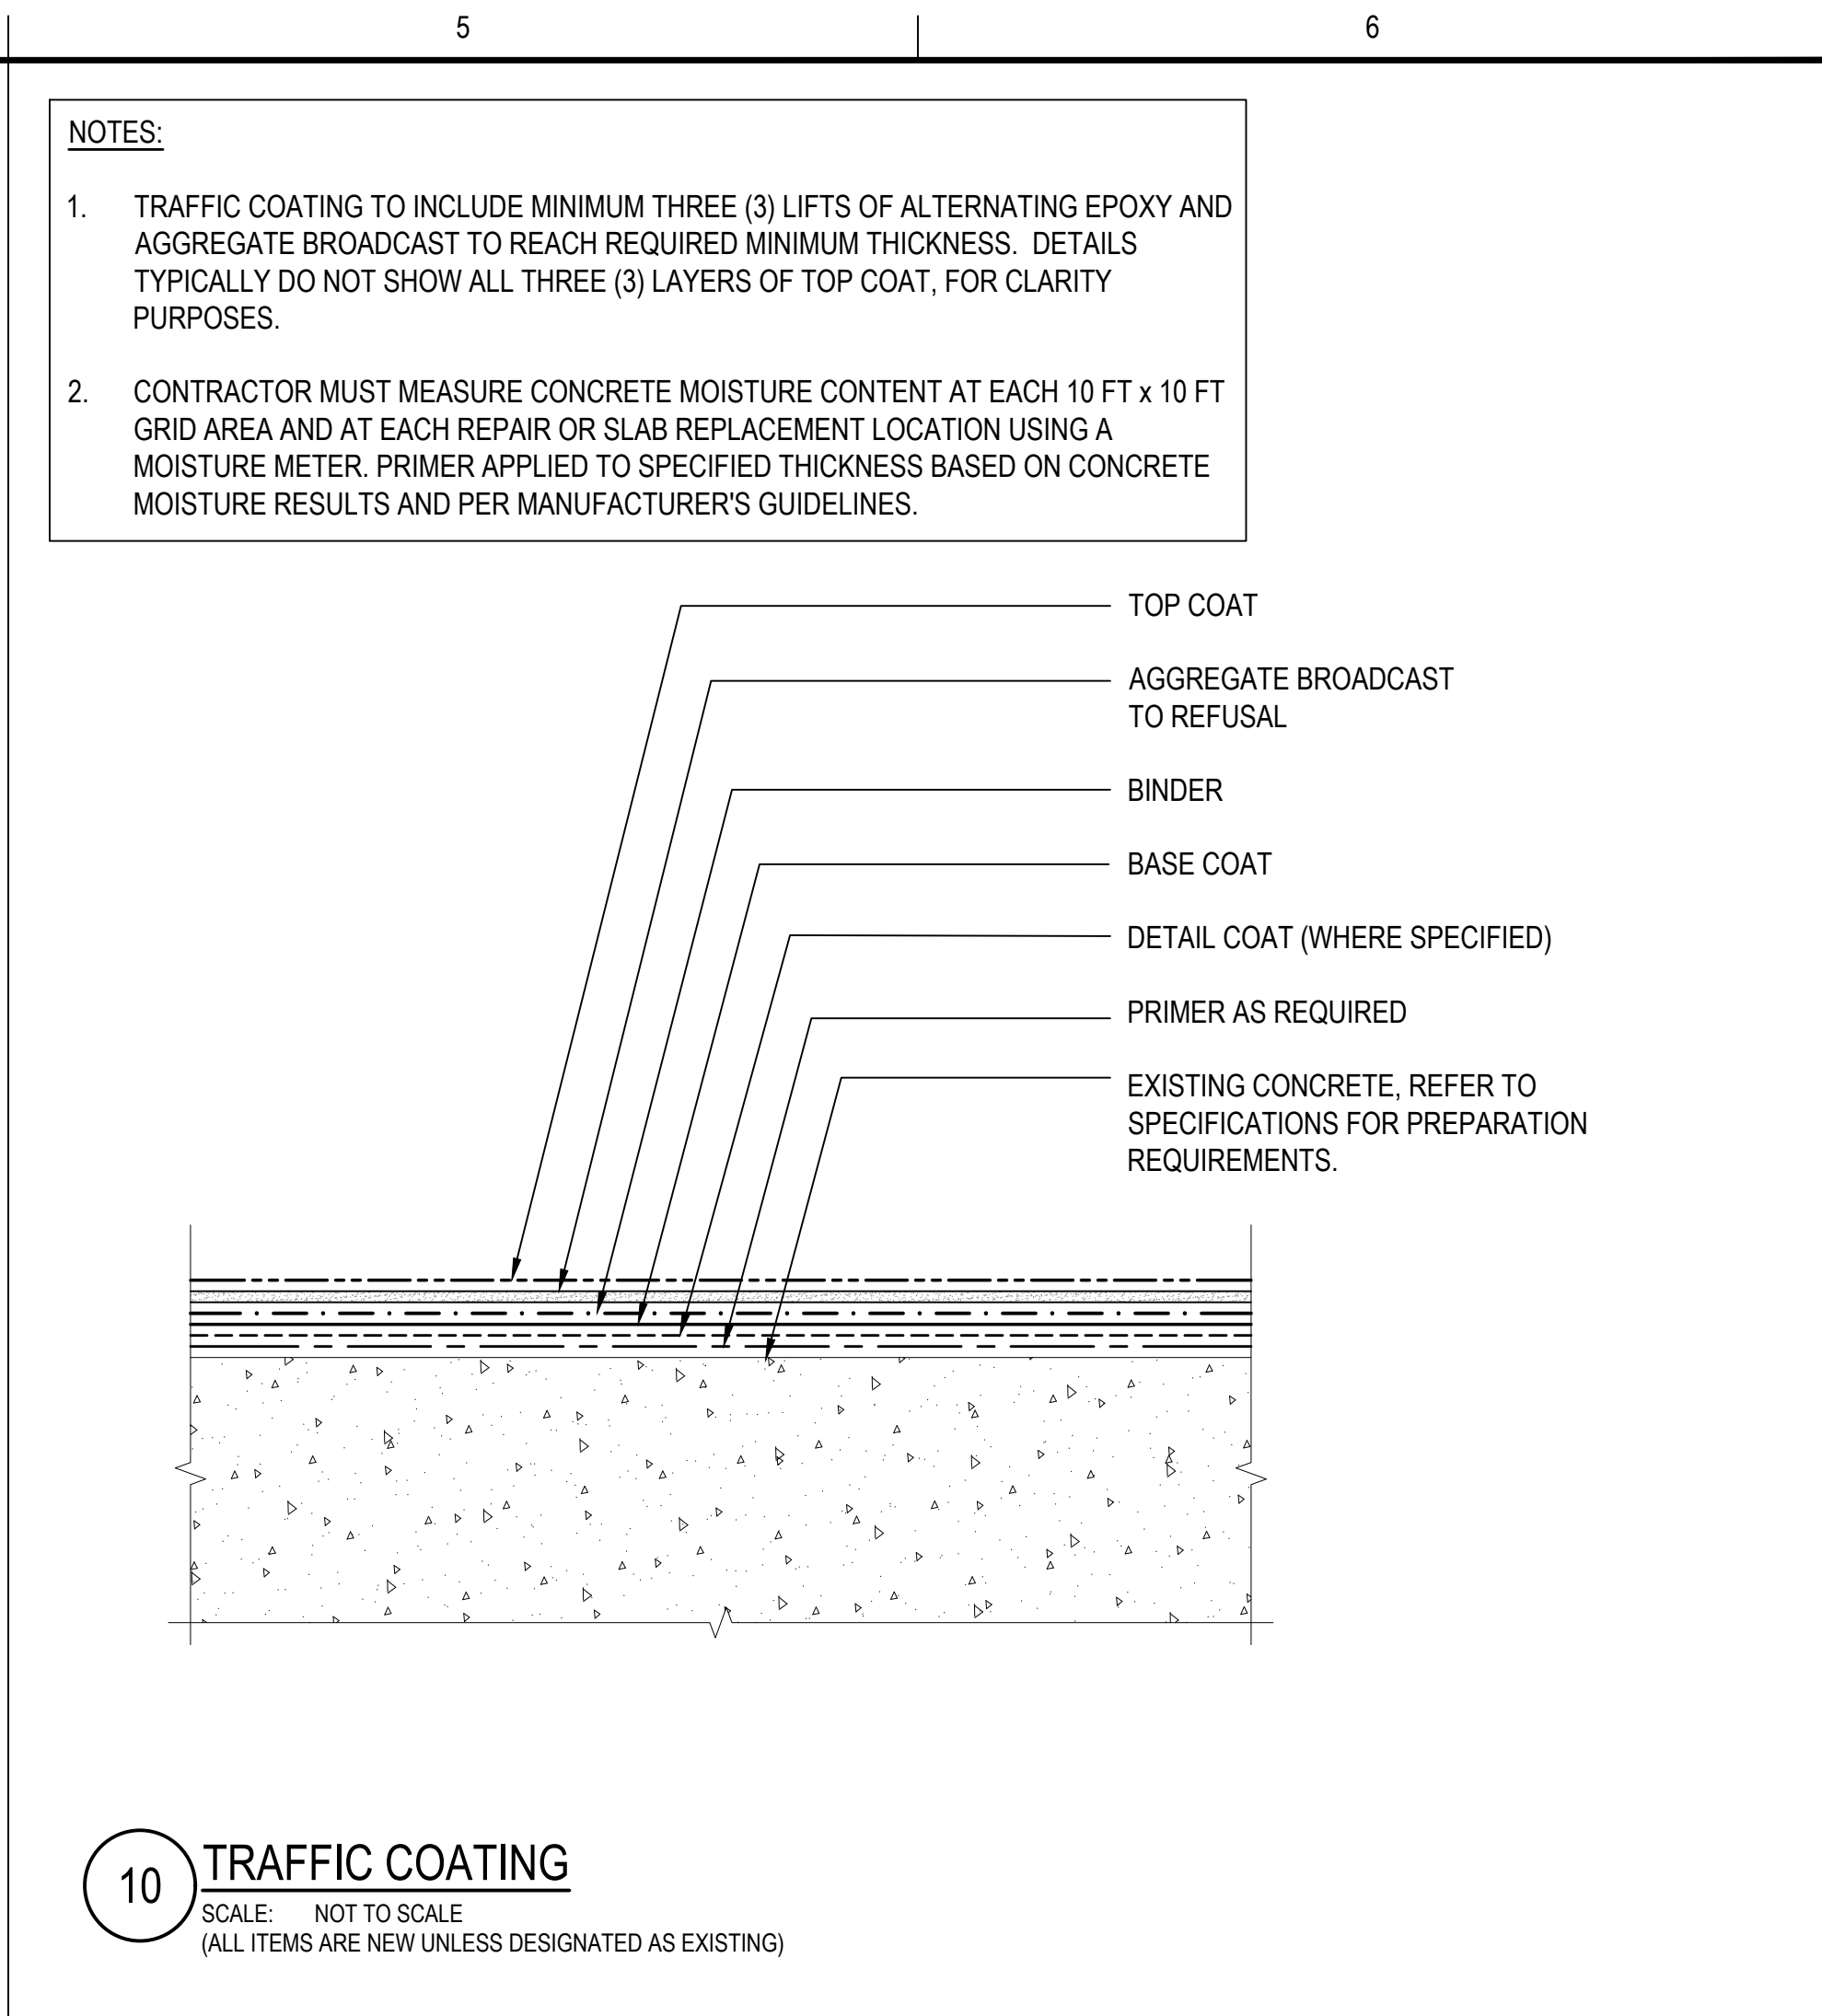 5
6
NOTES:
1. TRAFFIC COATING TO INCLUDE MINIMUM THREE (3) LIFTS OF ALTERNATING EPOXY AND
AGGREGATE BROADCAST TO REACH REQUIRED MINIMUM THICKNESS. DETAILS
TYPICALLY DO NOT SHOW ALL THREE (3) LAYERS OF TOP COAT, FOR CLARITY
PURPOSES.
2. CONTRACTOR MUST MEASURE CONCRETE MOISTURE CONTENT AT EACH 10 FT x 10 FT
GRID AREA AND AT EACH REPAIR OR SLAB REPLACEMENT LOCATION USING A
MOISTURE METER. PRIMER APPLIED TO SPECIFIED THICKNESS BASED ON CONCRETE
MOISTURE RESULTS AND PER MANUFACTURER'S GUIDELINES.
TOP COAT
AGGREGATE BROADCAST
TO REFUSAL
BINDER
BASE COAT
DETAIL COAT (WHERE SPECIFIED)
PRIMER AS REQUIRED
EXISTING CONCRETE, REFER TO
SPECIFICATIONS FOR PREPARATION
REQUIREMENTS.
10
TRAFFIC COATING
SCALE: NOT TO SCALE
(ALL ITEMS ARE NEW UNLESS DESIGNATED AS EXISTING)